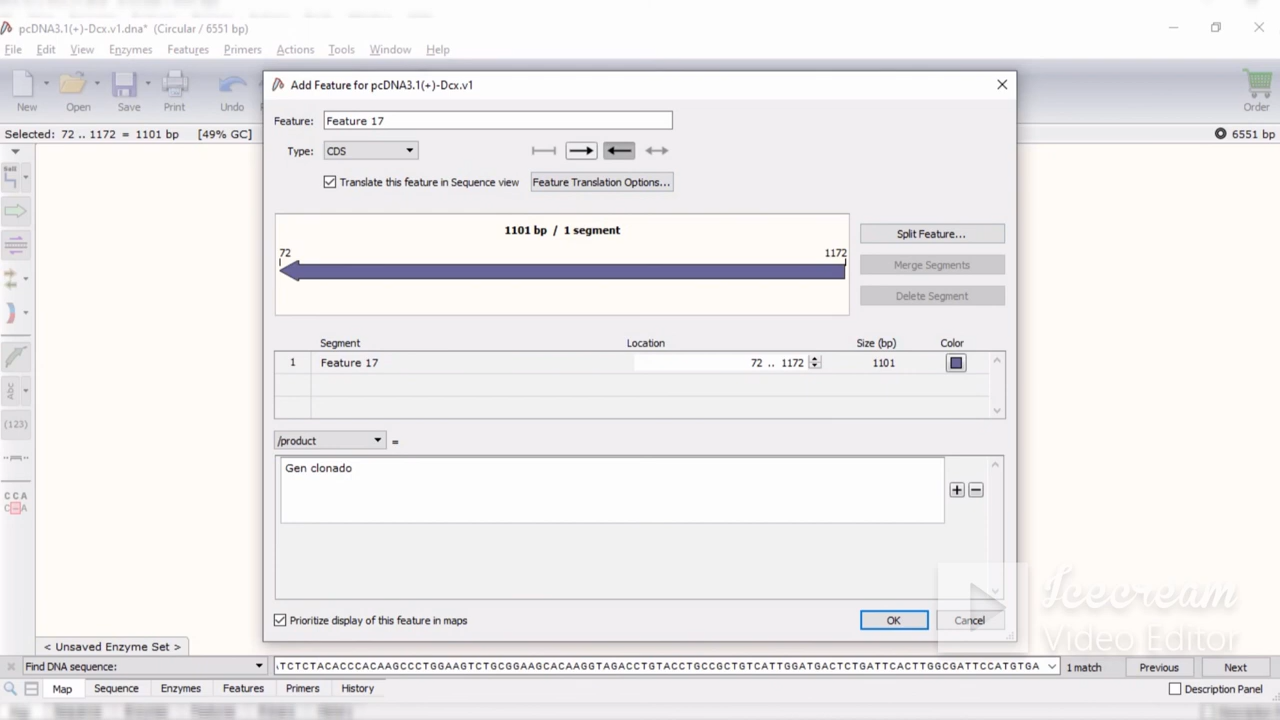 pcDNA3.1(+)-Dcx.v1.dna* (Circular / 6551 bp)
File Edit View Enzymes Features Primers Actions Tools Window Help
New Open Save Print Undo Order
Selected: 72 .. 1172 = 1101 bp [49% GC] 6551 bp
Add Feature for pcDNA3.1(+)-Dcx.v1
Feature: Feature 17
Type: CDS
Translate this feature in Sequence view Feature Translation Options...
1101 bp / 1 segment
72 1172
Split Feature...
Merge Segments
Delete Segment
Segment Location Size (bp) Color
1 Feature 17 72 .. 1172 1101
/product =
Gen clonado
+ −
Prioritize display of this feature in maps
OK Cancel
(123)
CCA
C–A
Icecream
Video Editor
< Unsaved Enzyme Set >
Find DNA sequence: TCTCTACACCCACAAGCCCTGGAAGTCTGCGGAAGCACAAGGTAGACCTGTACCTGCCGCTGTCATTGGATGACTCTGATTCACTTGGCGATTCCATGTGA 1 match Previous Next
Map Sequence Enzymes Features Primers History Description Panel